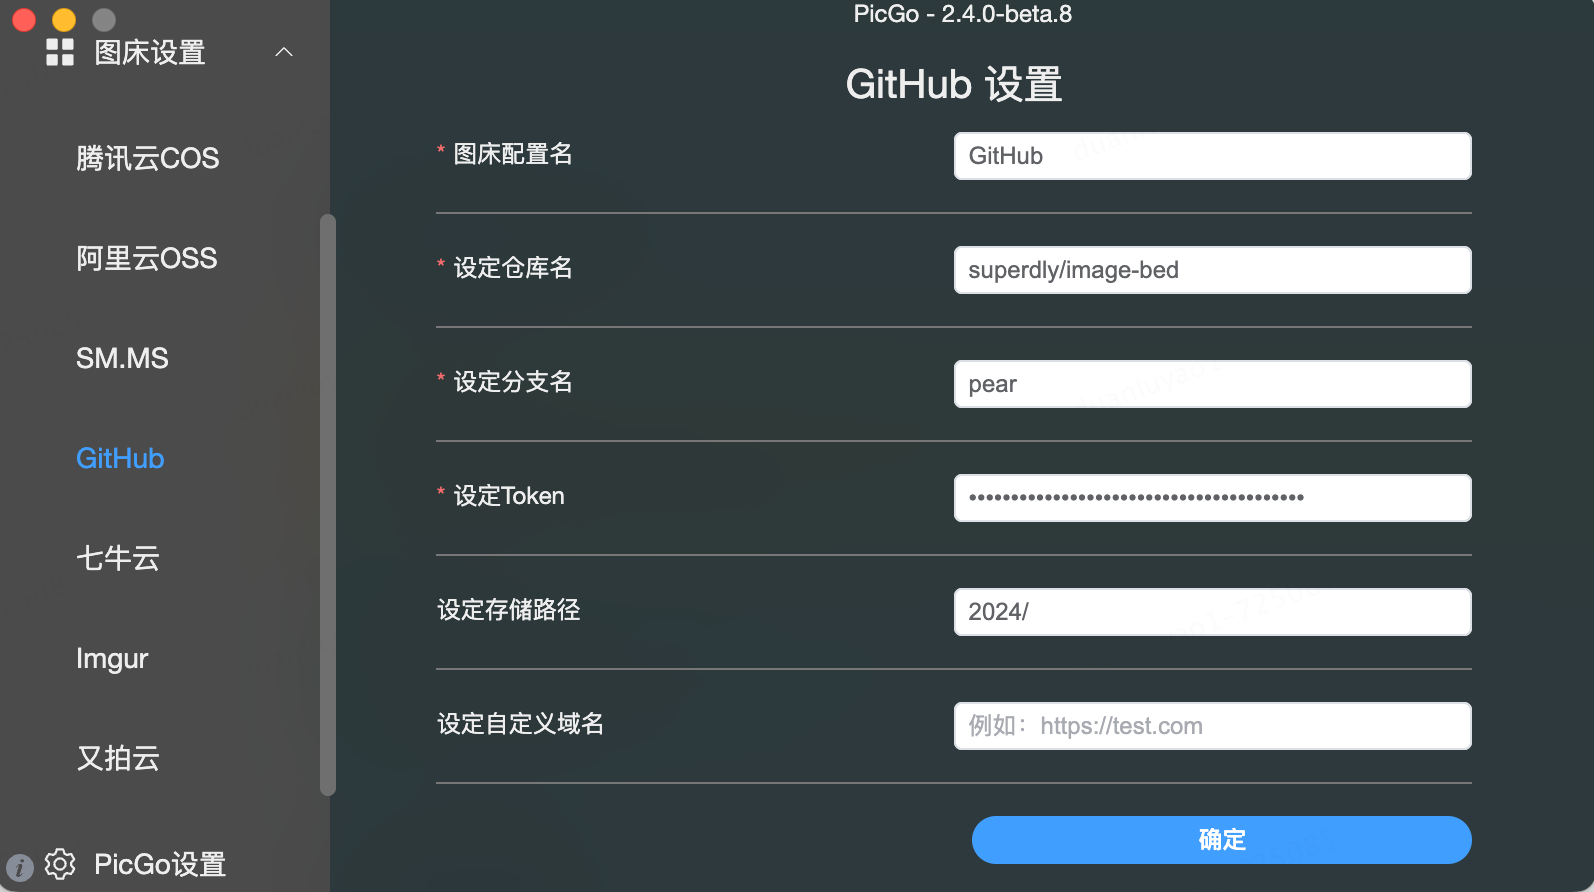 PicGo - 2.4.0-beta.8
图床设置
腾讯云COS
阿里云OSS
SM.MS
GitHub
七牛云
Imgur
又拍云
PicGo设置
GitHub 设置
* 图床配置名
GitHub
* 设定仓库名
superdly/image-bed
* 设定分支名
pear
* 设定Token
••••••••••••••••••••••••••••••••••••••••
设定存储路径
2024/
设定自定义域名
例如：https://test.com
确定